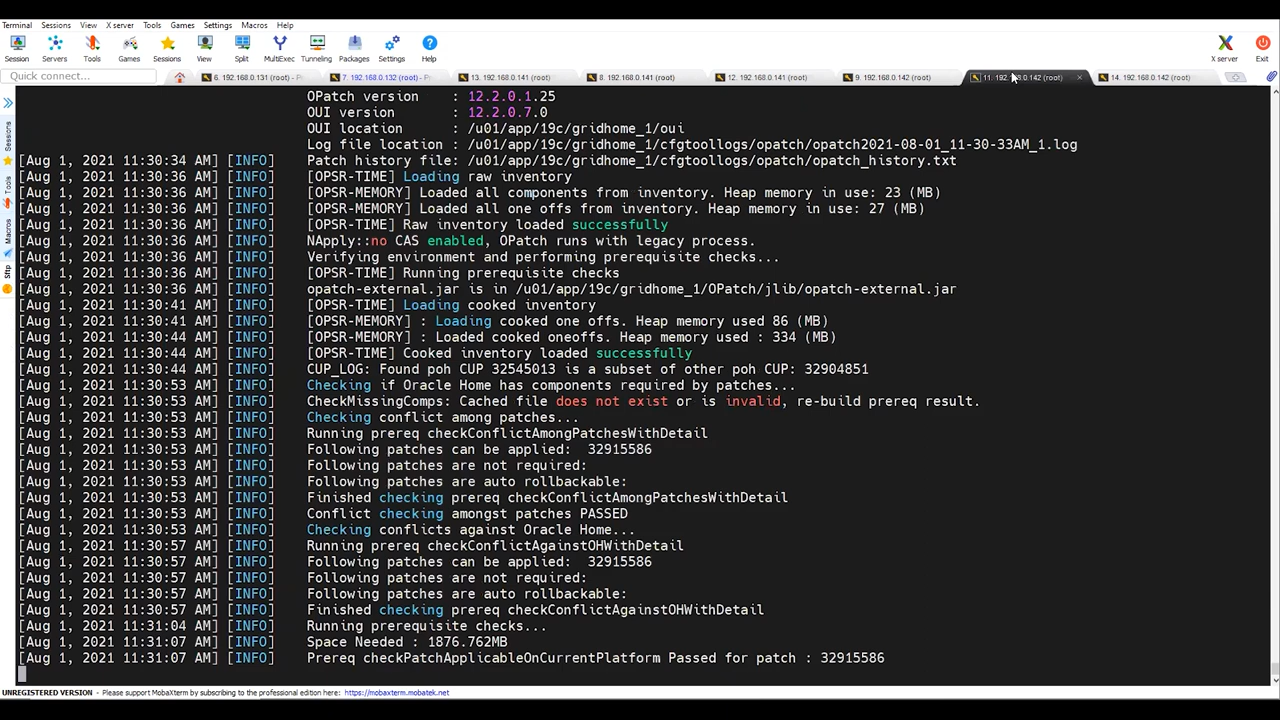 Terminal Sessions View X server Tools Games Settings Macros Help
Session Servers Tools Games Sessions View Split MultiExec Tunneling Packages Settings Help X server Exit
Quick connect... 6. 192.168.0.131 (root) 7. 192.168.0.132 (root) 13. 192.168.0.141 (root) 8. 192.168.0.141 (root) 12. 192.168.0.141 (root) 9. 192.168.0.142 (root) 11. 192. 0.142 (root) 14. 192.168.0.142 (root)
Sessions
Tools
Macros
Sftp
OPatch version : 12.2.0.1.25
OUI version : 12.2.0.7.0
OUI location : /u01/app/19c/gridhome_1/oui
Log file location : /u01/app/19c/gridhome_1/cfgtoollogs/opatch/opatch2021-08-01_11-30-33AM_1.log
[Aug 1, 2021 11:30:34 AM] [INFO] Patch history file: /u01/app/19c/gridhome_1/cfgtoollogs/opatch/opatch_history.txt
[Aug 1, 2021 11:30:36 AM] [INFO] [OPSR-TIME] Loading raw inventory
[Aug 1, 2021 11:30:36 AM] [INFO] [OPSR-MEMORY] Loaded all components from inventory. Heap memory in use: 23 (MB)
[Aug 1, 2021 11:30:36 AM] [INFO] [OPSR-MEMORY] Loaded all one offs from inventory. Heap memory in use: 27 (MB)
[Aug 1, 2021 11:30:36 AM] [INFO] [OPSR-TIME] Raw inventory loaded successfully
[Aug 1, 2021 11:30:36 AM] [INFO] NApply::no CAS enabled, OPatch runs with legacy process.
[Aug 1, 2021 11:30:36 AM] [INFO] Verifying environment and performing prerequisite checks...
[Aug 1, 2021 11:30:36 AM] [INFO] [OPSR-TIME] Running prerequisite checks
[Aug 1, 2021 11:30:36 AM] [INFO] opatch-external.jar is in /u01/app/19c/gridhome_1/OPatch/jlib/opatch-external.jar
[Aug 1, 2021 11:30:41 AM] [INFO] [OPSR-TIME] Loading cooked inventory
[Aug 1, 2021 11:30:41 AM] [INFO] [OPSR-MEMORY] : Loading cooked one offs. Heap memory used 86 (MB)
[Aug 1, 2021 11:30:44 AM] [INFO] [OPSR-MEMORY] : Loaded cooked oneoffs. Heap memory used : 334 (MB)
[Aug 1, 2021 11:30:44 AM] [INFO] [OPSR-TIME] Cooked inventory loaded successfully
[Aug 1, 2021 11:30:44 AM] [INFO] CUP_LOG: Found poh CUP 32545013 is a subset of other poh CUP: 32904851
[Aug 1, 2021 11:30:53 AM] [INFO] Checking if Oracle Home has components required by patches...
[Aug 1, 2021 11:30:53 AM] [INFO] CheckMissingComps: Cached file does not exist or is invalid, re-build prereq result.
[Aug 1, 2021 11:30:53 AM] [INFO] Checking conflict among patches...
[Aug 1, 2021 11:30:53 AM] [INFO] Running prereq checkConflictAmongPatchesWithDetail
[Aug 1, 2021 11:30:53 AM] [INFO] Following patches can be applied: 32915586
[Aug 1, 2021 11:30:53 AM] [INFO] Following patches are not required:
[Aug 1, 2021 11:30:53 AM] [INFO] Following patches are auto rollbackable:
[Aug 1, 2021 11:30:53 AM] [INFO] Finished checking prereq checkConflictAmongPatchesWithDetail
[Aug 1, 2021 11:30:53 AM] [INFO] Conflict checking amongst patches PASSED
[Aug 1, 2021 11:30:53 AM] [INFO] Checking conflicts against Oracle Home...
[Aug 1, 2021 11:30:57 AM] [INFO] Running prereq checkConflictAgainstOHWithDetail
[Aug 1, 2021 11:30:57 AM] [INFO] Following patches can be applied: 32915586
[Aug 1, 2021 11:30:57 AM] [INFO] Following patches are not required:
[Aug 1, 2021 11:30:57 AM] [INFO] Following patches are auto rollbackable:
[Aug 1, 2021 11:30:57 AM] [INFO] Finished checking prereq checkConflictAgainstOHWithDetail
[Aug 1, 2021 11:31:04 AM] [INFO] Running prerequisite checks...
[Aug 1, 2021 11:31:07 AM] [INFO] Space Needed : 1876.762MB
[Aug 1, 2021 11:31:07 AM] [INFO] Prereq checkPatchApplicableOnCurrentPlatform Passed for patch : 32915586
UNREGISTERED VERSION - Please support MobaXterm by subscribing to the professional edition here: https://mobaxterm.mobatek.net